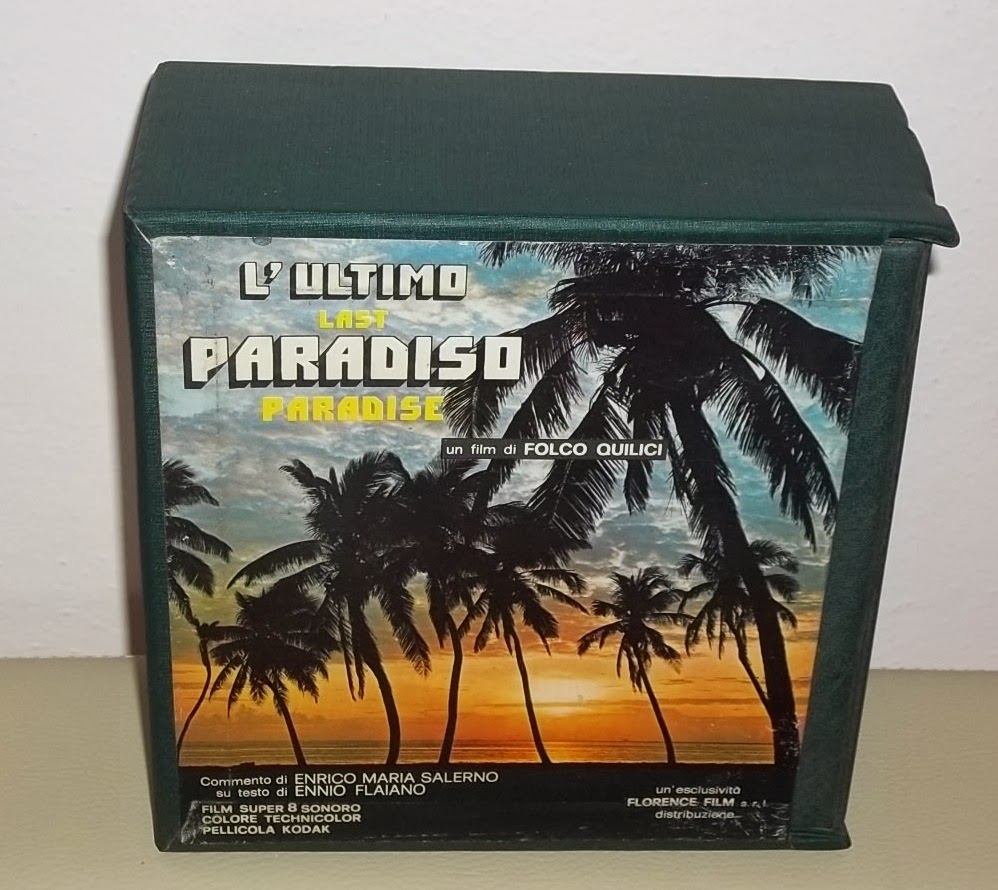 L' ULTIMO
LAST
PARADISO
PARADISE
un film di FOLCO QUILICI
Commento di ENRICO MARIA SALERNO
su testo di ENNIO FLAIANO
FILM SUPER 8 SONORO
COLORE TECHNICOLOR
PELLICOLA KODAK
un'esclusività
FLORENCE FILM s.r.l.
distribuzione